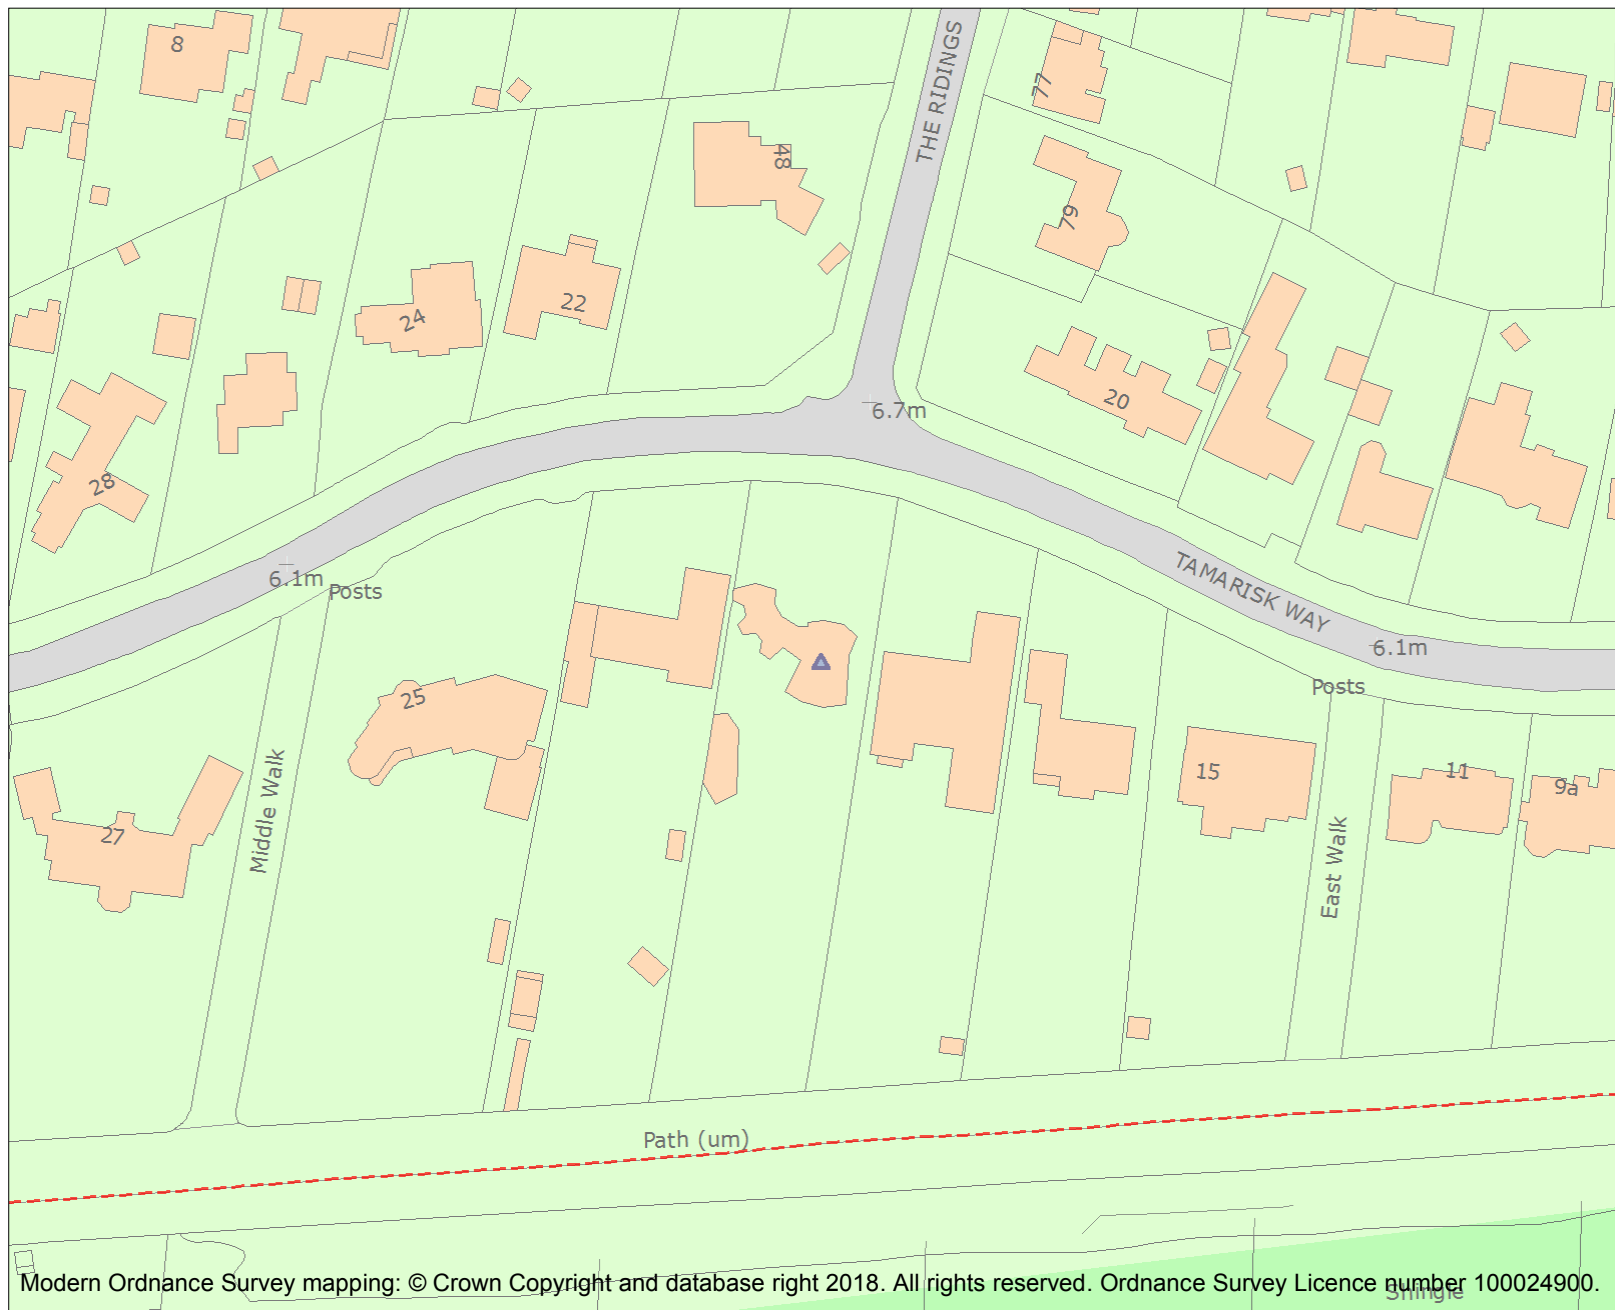 8
THE RIDINGS
77
48
79
24
22
20
6.7m
28
6.1m
Posts
TAMARISK WAY
6.1m
Posts
25
15
11
9a
27
Middle Walk
East Walk
Path (um)
Modern Ordnance Survey mapping: © Crown Copyright and database right 2018. All rights reserved. Ordnance Survey Licence number 100024900.
Shingle